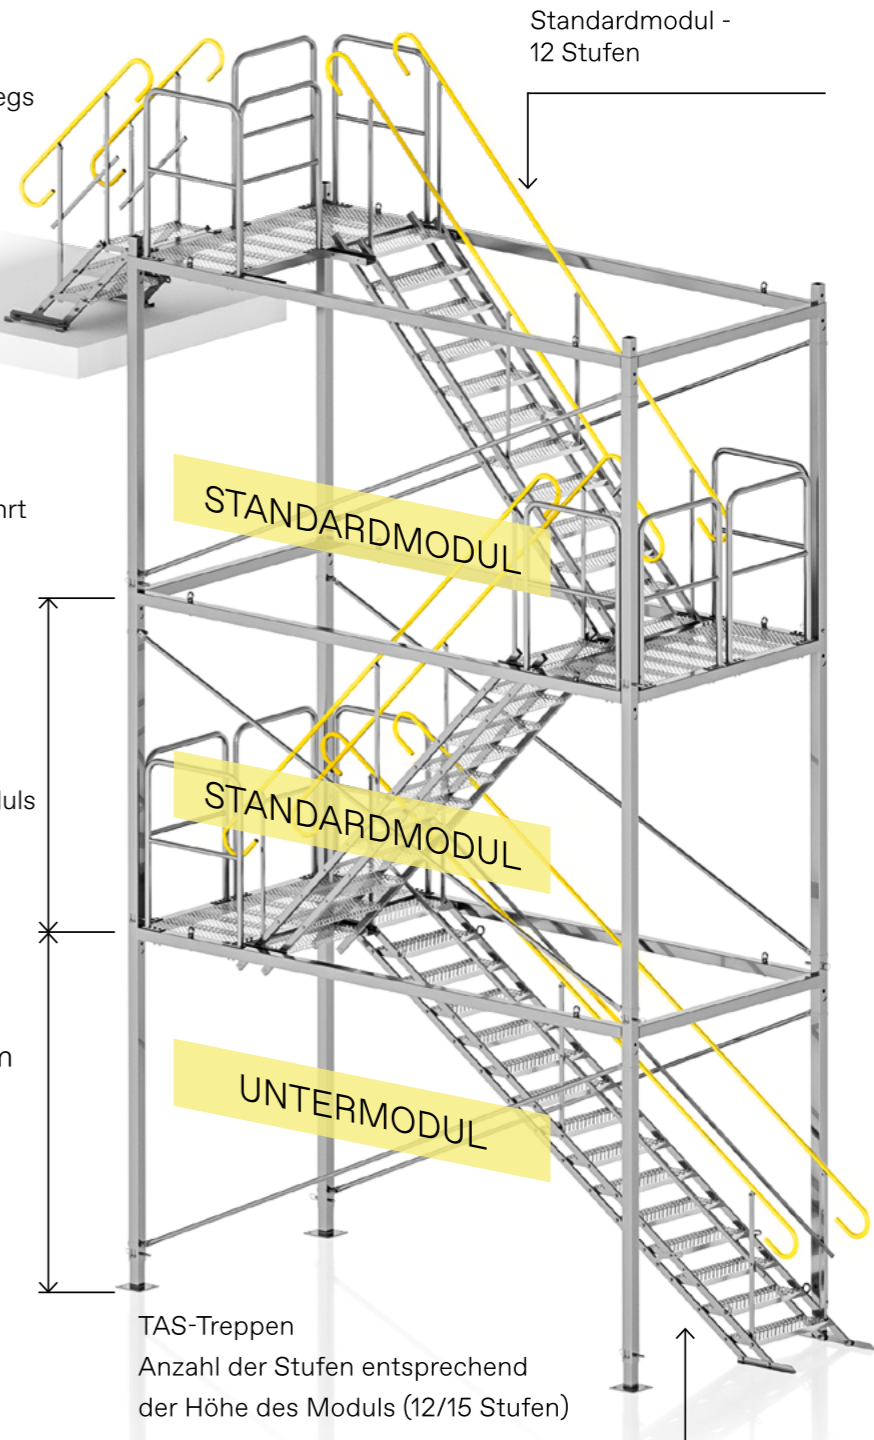 Standardmodul -
12 Stufen
STANDARDMODUL
STANDARDMODUL
UNTERMODUL
TAS-Treppen
Anzahl der Stufen entsprechend
der Höhe des Moduls (12/15 Stufen)